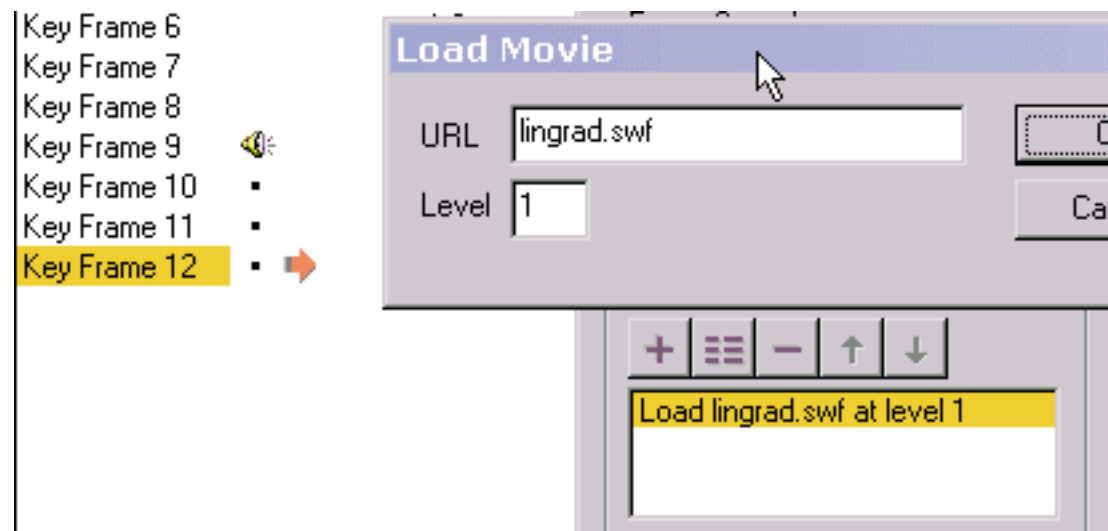 Key Frame 6
Key Frame 7
Key Frame 8
Key Frame 9
Key Frame 10
Key Frame 11
Key Frame 12
Load Movie
URL lingrad.swf
Level 1
Load lingrad.swf at level 1